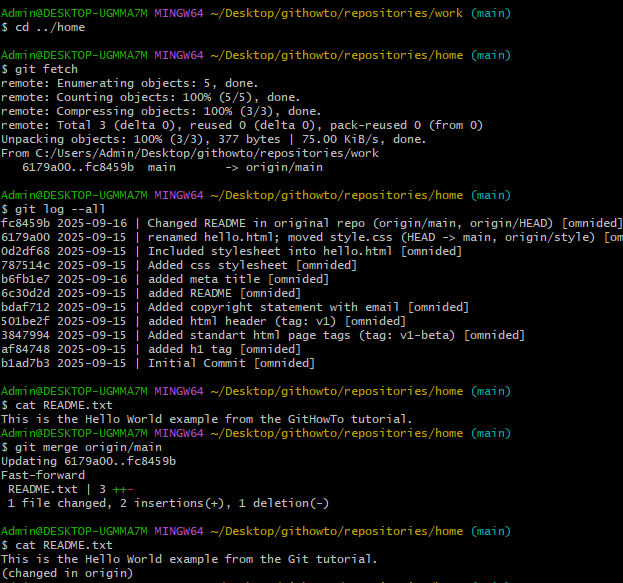 Admin@DESKTOP-UGMMA7M MINGW64 ~/Desktop/githowto/repositories/work (main)
$ cd ../home
Admin@DESKTOP-UGMMA7M MINGW64 ~/Desktop/githowto/repositories/home (main)
$ git fetch
remote: Enumerating objects: 5, done.
remote: Counting objects: 100% (5/5), done.
remote: Compressing objects: 100% (3/3), done.
remote: Total 3 (delta 0), reused 0 (delta 0), pack-reused 0 (from 0)
Unpacking objects: 100% (3/3), 377 bytes | 75.00 KiB/s, done.
From C:/Users/Admin/Desktop/githowto/repositories/work
   6179a00..fc8459b  main       -> origin/main
Admin@DESKTOP-UGMMA7M MINGW64 ~/Desktop/githowto/repositories/home (main)
$ git log --all
fc8459b 2025-09-16 | Changed README in original repo (origin/main, origin/HEAD) [omnided]
6179a00 2025-09-15 | renamed hello.html; moved style.css (HEAD -> main, origin/style) [om
0d2df68 2025-09-15 | Included stylesheet into hello.html [omnided]
787514c 2025-09-15 | Added css stylesheet [omnided]
b6fb1e7 2025-09-16 | added meta title [omnided]
6c30d2d 2025-09-15 | added README [omnided]
bdaf712 2025-09-15 | Added copyright statement with email [omnided]
501be2f 2025-09-15 | added html header (tag: v1) [omnided]
3847994 2025-09-15 | Added standart html page tags (tag: v1-beta) [omnided]
af84748 2025-09-15 | added h1 tag [omnided]
b1ad7b3 2025-09-15 | Initial Commit [omnided]
Admin@DESKTOP-UGMMA7M MINGW64 ~/Desktop/githowto/repositories/home (main)
$ cat README.txt
This is the Hello World example from the GitHowTo tutorial.
Admin@DESKTOP-UGMMA7M MINGW64 ~/Desktop/githowto/repositories/home (main)
$ git merge origin/main
Updating 6179a00..fc8459b
Fast-forward
 README.txt | 3 ++-
 1 file changed, 2 insertions(+), 1 deletion(-)
Admin@DESKTOP-UGMMA7M MINGW64 ~/Desktop/githowto/repositories/home (main)
$ cat README.txt
This is the Hello World example from the Git tutorial.
(changed in origin)